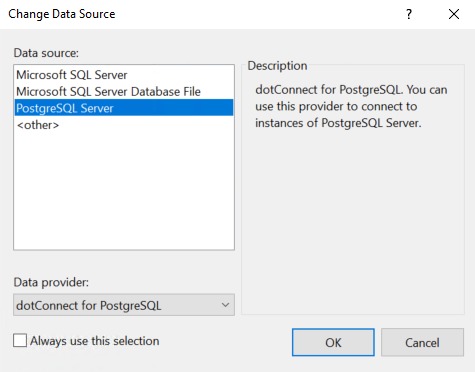 Change Data Source
? ×
Data source:
Microsoft SQL Server
Microsoft SQL Server Database File
PostgreSQL Server
<other>
Description
dotConnect for PostgreSQL. You can
use this provider to connect to
instances of PostgreSQL Server.
Data provider:
dotConnect for PostgreSQL
Always use this selection
OK
Cancel